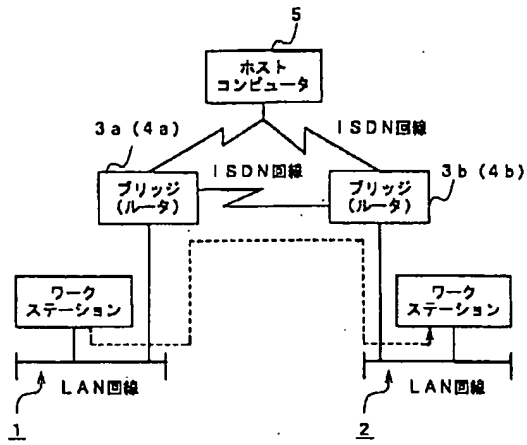 5
ホスト
コンピュータ
3a(4a)
ISDN回線
ISDN回線
ブリッジ
(ルータ)
ブリッジ
(ルータ)
3b(4b)
ワーク
ステーション
ワーク
ステーション
LAN回線
LAN回線
1
2